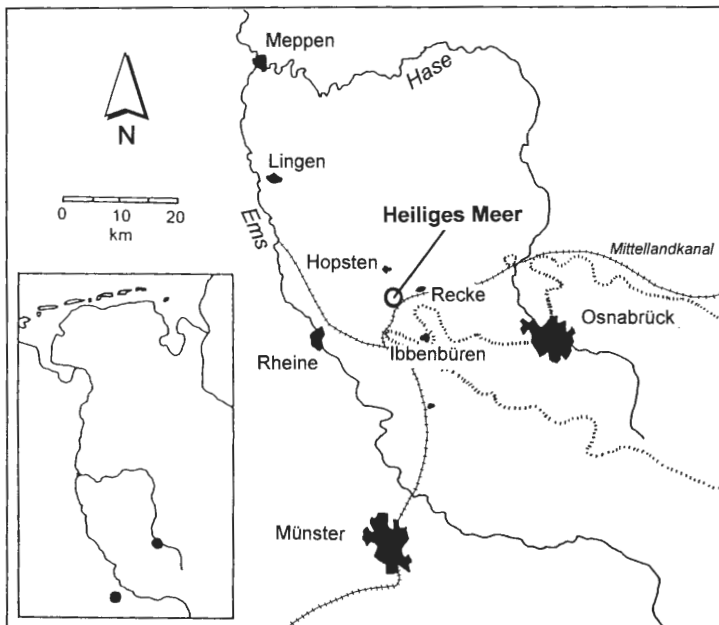 Meppen
Hase
N
Lingen
0 10 20
km
Ems
Heiliges Meer
Hopsten
Mittellandkanal
Recke
Osnabrück
Rheine
Ibbenbüren
Münster